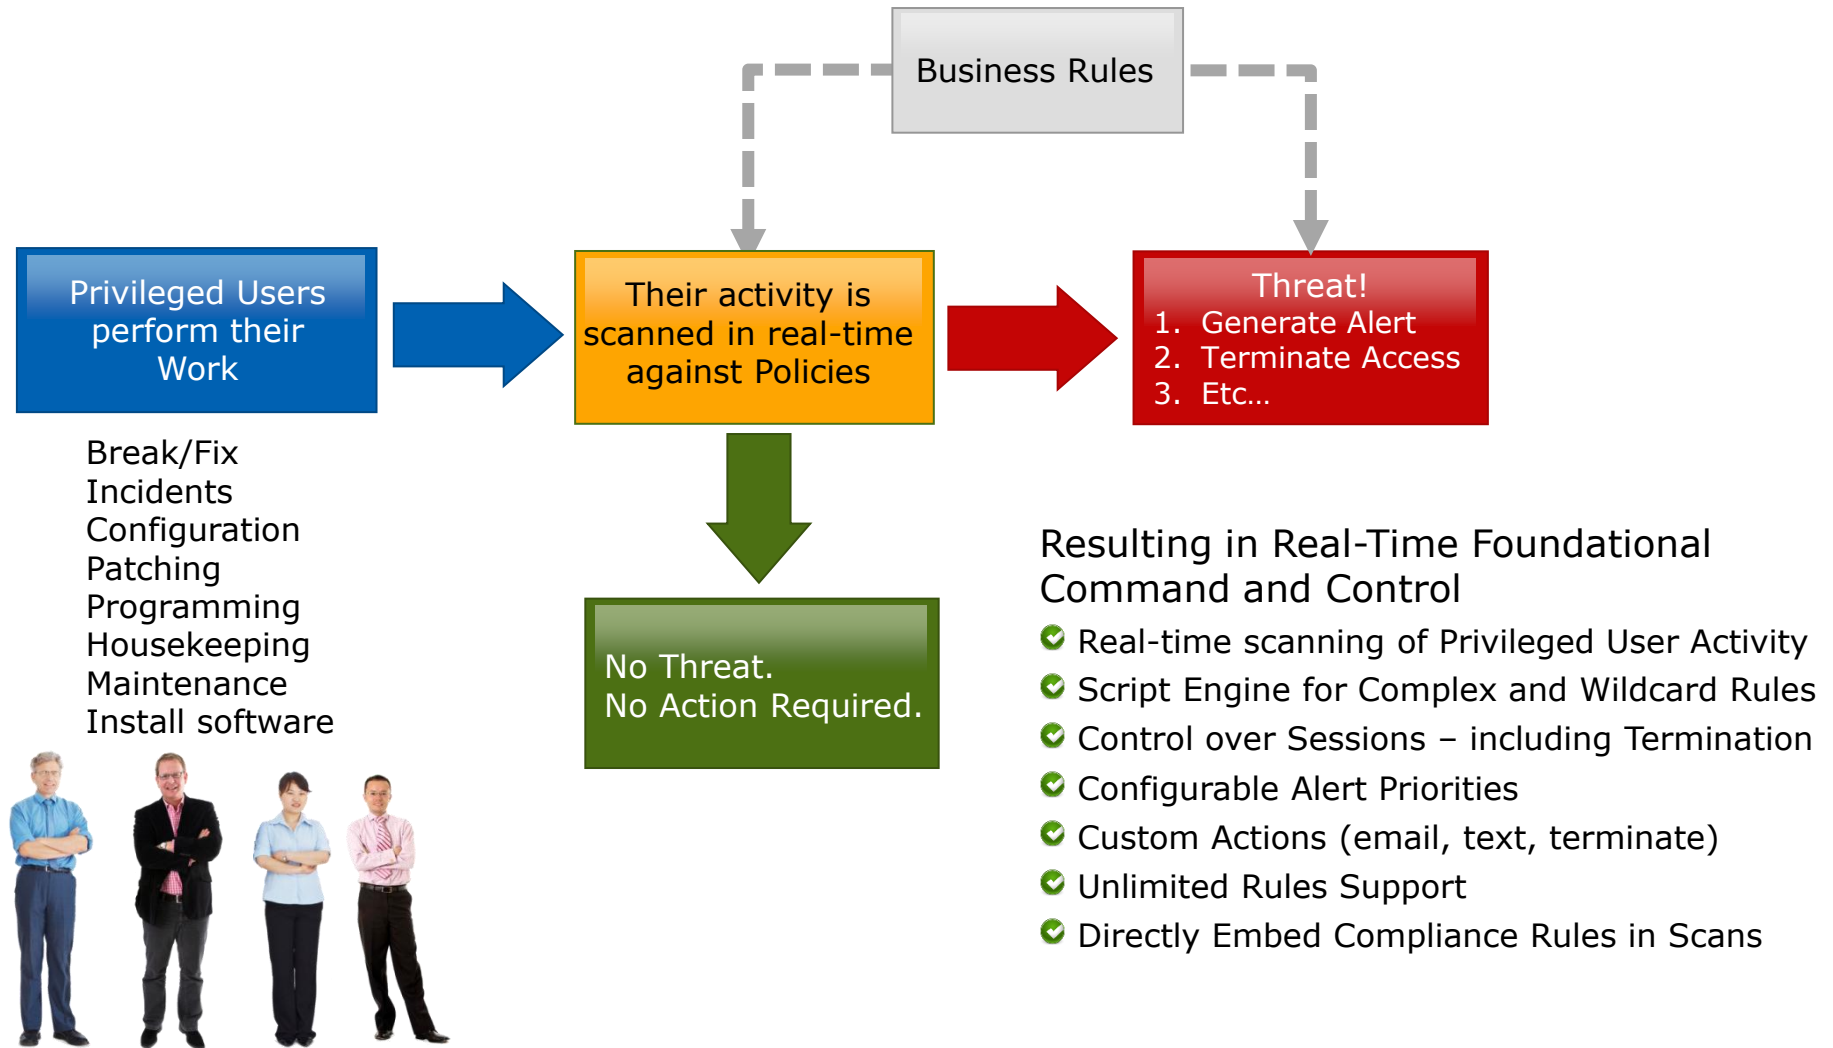 Business Rules
Privileged Users
perform their
Work
Their activity is
scanned in real-time
against Policies
Threat!
1. Generate Alert
2. Terminate Access
3. Etc…
Break/Fix
Incidents
Configuration
Patching
Programming
Housekeeping
Maintenance
Install software
No Threat.
No Action Required.
Resulting in Real-Time Foundational
Command and Control
Real-time scanning of Privileged User Activity
Script Engine for Complex and Wildcard Rules
Control over Sessions – including Termination
Configurable Alert Priorities
Custom Actions (email, text, terminate)
Unlimited Rules Support
Directly Embed Compliance Rules in Scans